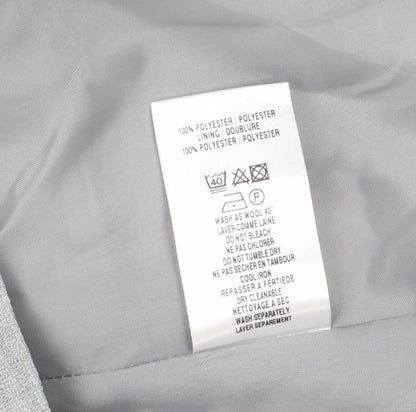 100% POLYESTER / POLYESTER
LINING / DOUBLURE
100% POLYESTER / POLYESTER
40
P
WASH AS WOOL 40°
LAVER COMME LAINE
DO NOT BLEACH
NE PAS CHLORER
DO NOT TUMBLE DRY
NE PAS SECHER EN TAMBOUR
COOL IRON
REPASSER A FERTIEDE
DRY CLEANABLE
NETTOYAGE A SEC
WASH SEPARATELY
LAVER SEPAREMENT